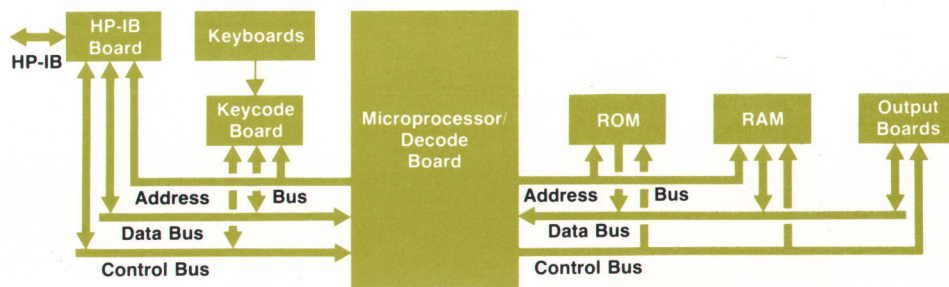 HP-IB
Board
HP-IB
Keyboards
Keycode
Board
Microprocessor/
Decode
Board
ROM
RAM
Output
Boards
Address Bus
Data Bus
Control Bus
Address Bus
Data Bus
Control Bus